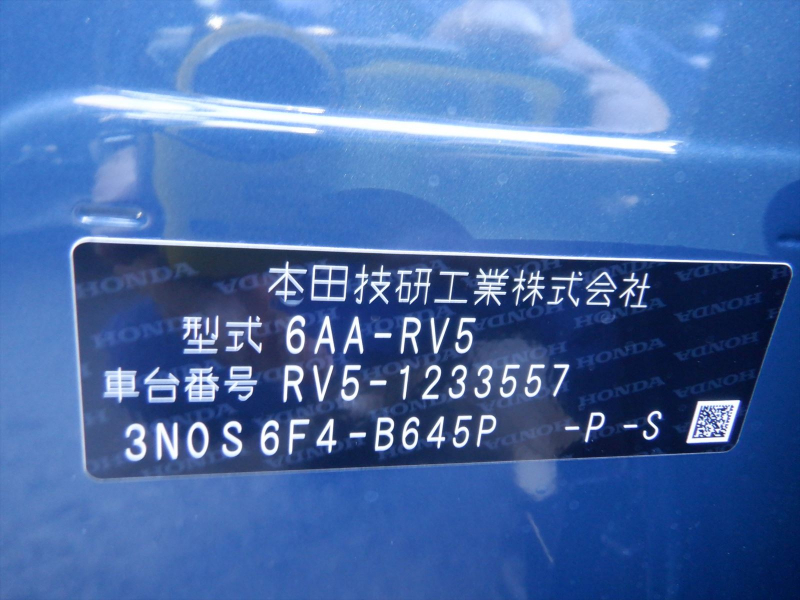 本田技研工業株式会社
型式 6AA-RV5
車台番号 RV5-1233557
3N0S6F4-B645P -P -S